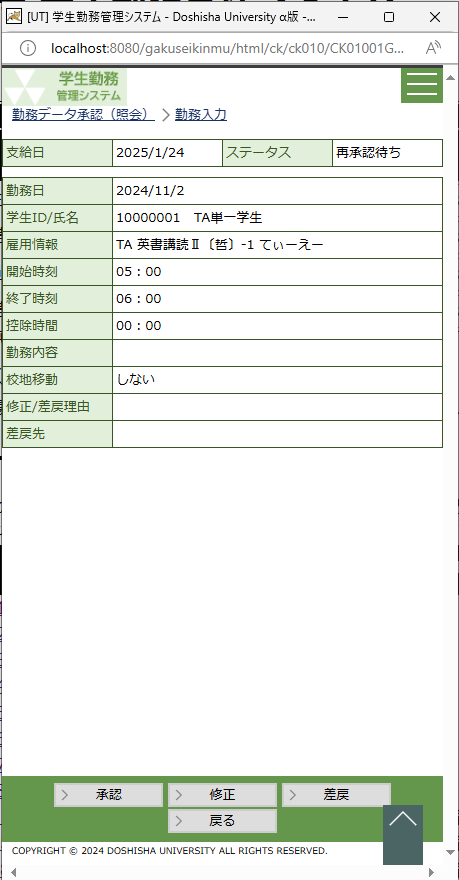 [UT] 学生勤務管理システム - Doshisha University α版 -...
localhost:8080/gakuseikinmu/html/ck/ck010/CK01001G...
学生勤務
管理システム
勤務データ承認（照会） > 勤務入力
支給日 2025/1/24 ステータス 再承認待ち
勤務日 2024/11/2
学生ID/氏名 10000001　TA単一学生
雇用情報 TA 英書講読Ⅱ〔哲〕-1 てぃーえー
開始時刻 05：00
終了時刻 06：00
控除時間 00：00
勤務内容
校地移動 しない
修正/差戻理由
差戻先
承認 修正 差戻
戻る
COPYRIGHT © 2024 DOSHISHA UNIVERSITY ALL RIGHTS RESERVED.